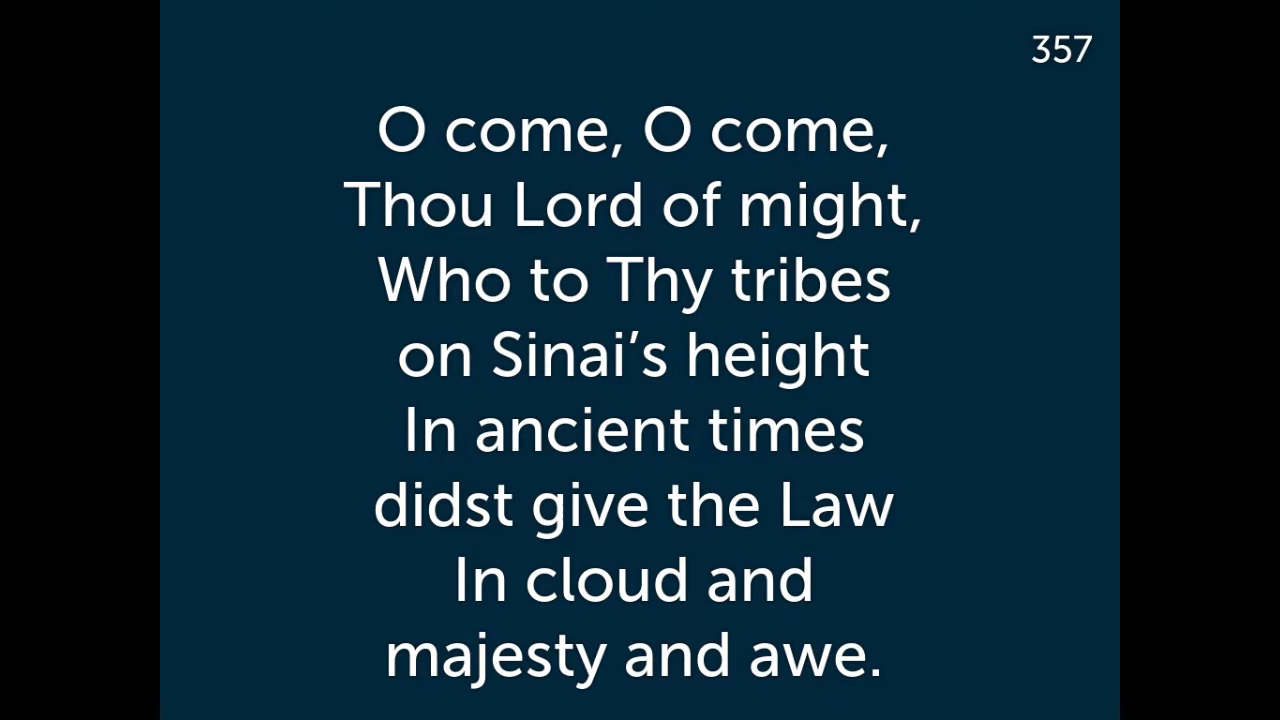 357
O come, O come,
Thou Lord of might,
Who to Thy tribes
on Sinai’s height
In ancient times
didst give the Law
In cloud and
majesty and awe.